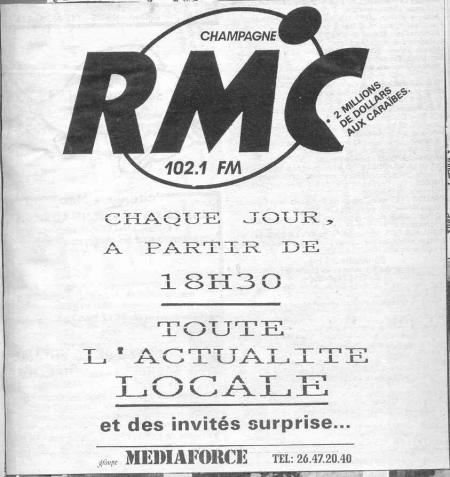 CHAMPAGNE
RMC
• 2 MILLIONS
DE DOLLARS
AUX CARAÏBES.
102.1 FM
CHAQUE JOUR,
A PARTIR DE
18H30
TOUTE
L'ACTUALITE
LOCALE
et des invités surprise...
groupe MEDIAFORCE TEL: 26.47.20.40